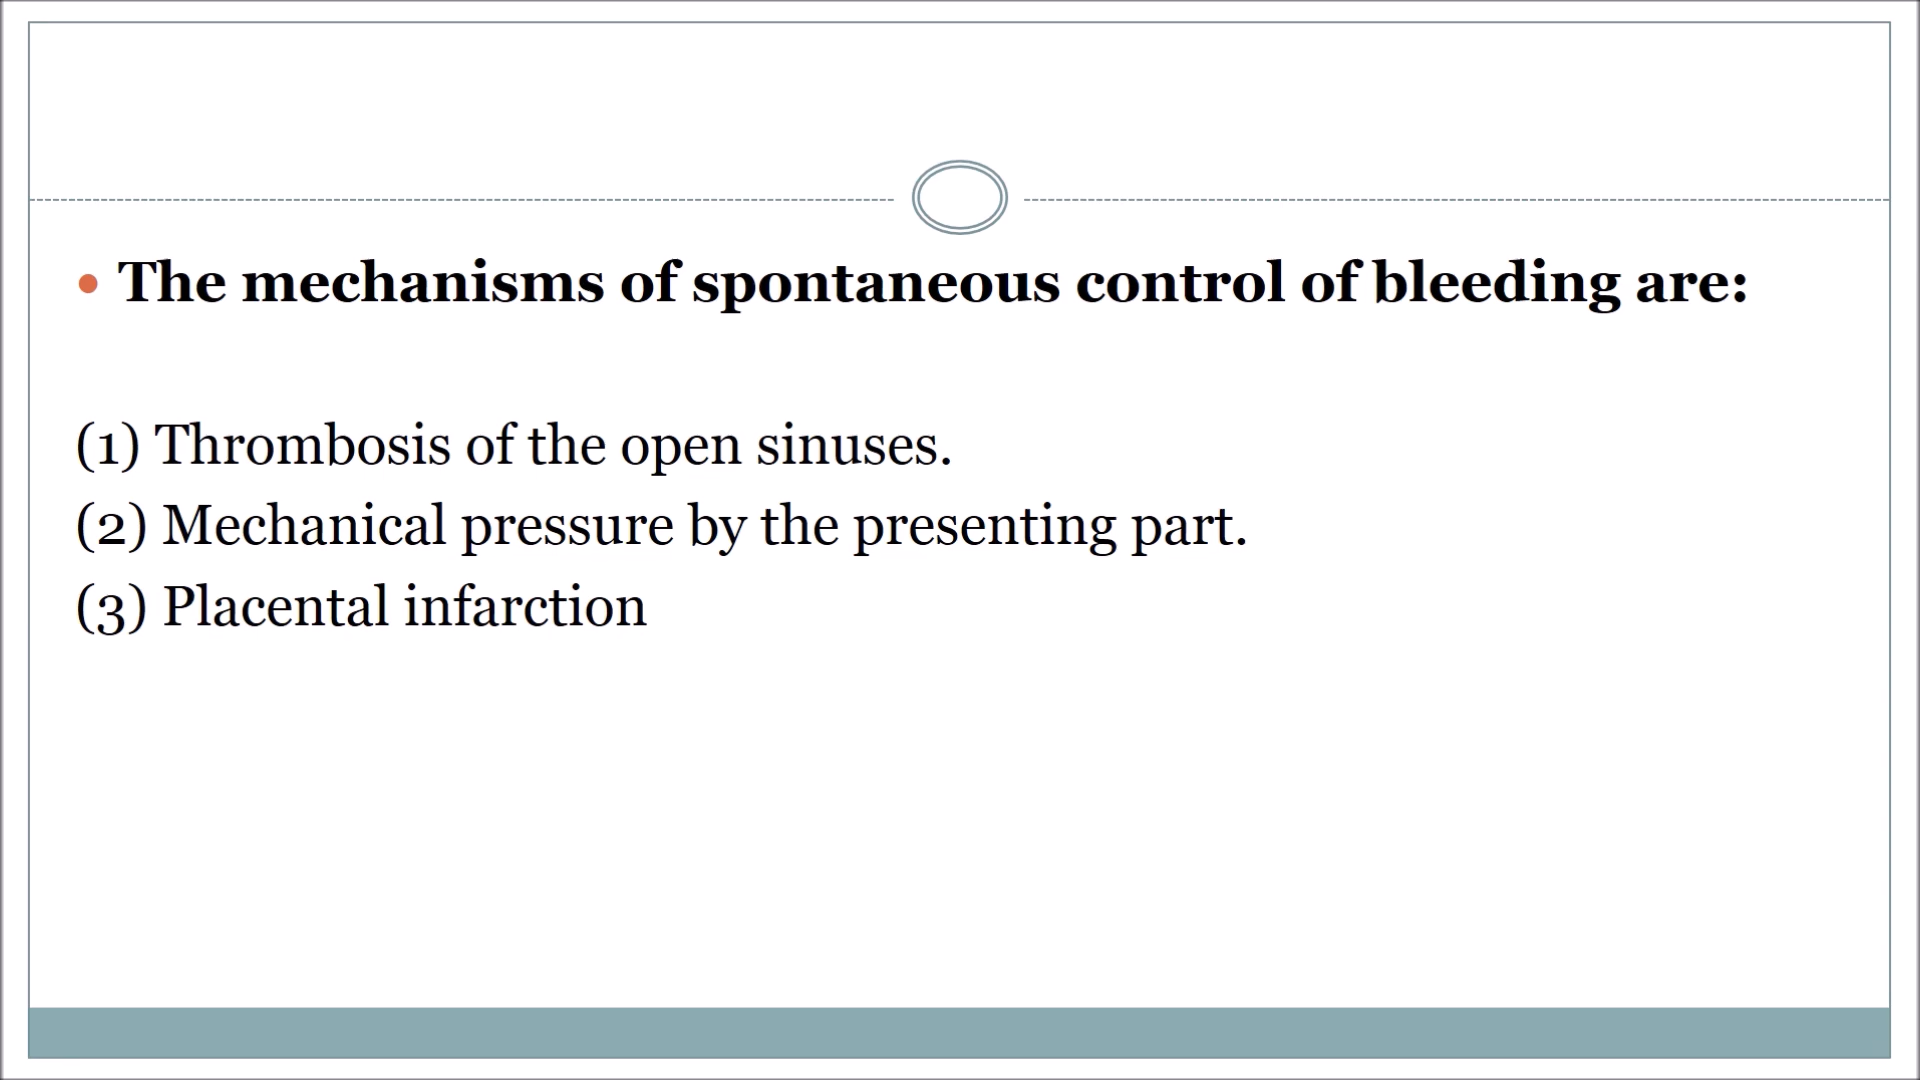 • The mechanisms of spontaneous control of bleeding are:
(1) Thrombosis of the open sinuses.
(2) Mechanical pressure by the presenting part.
(3) Placental infarction